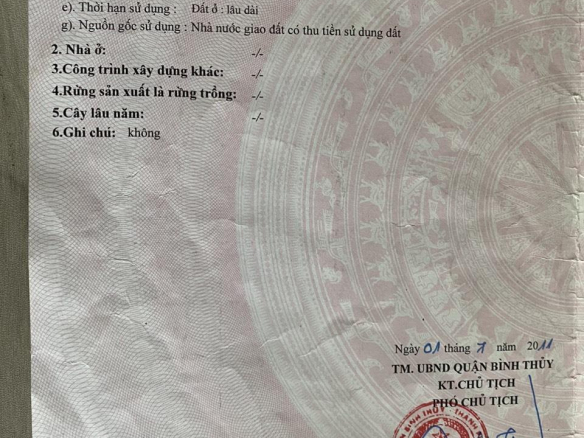 e). Thời hạn sử dụng : Đất ở : lâu dài
g). Nguồn gốc sử dụng : Nhà nước giao đất có thu tiền sử dụng đất
2. Nhà ở: -/-
3.Công trình xây dựng khác: -/-
4.Rừng sản xuất là rừng trồng: -/-
5.Cây lâu năm: -/-
6.Ghi chú: không
Ngày 01 tháng 7 năm 2011
TM. UBND QUẬN BÌNH THỦY
KT.CHỦ TỊCH
PHÓ CHỦ TỊCH
BÌNH THỦY